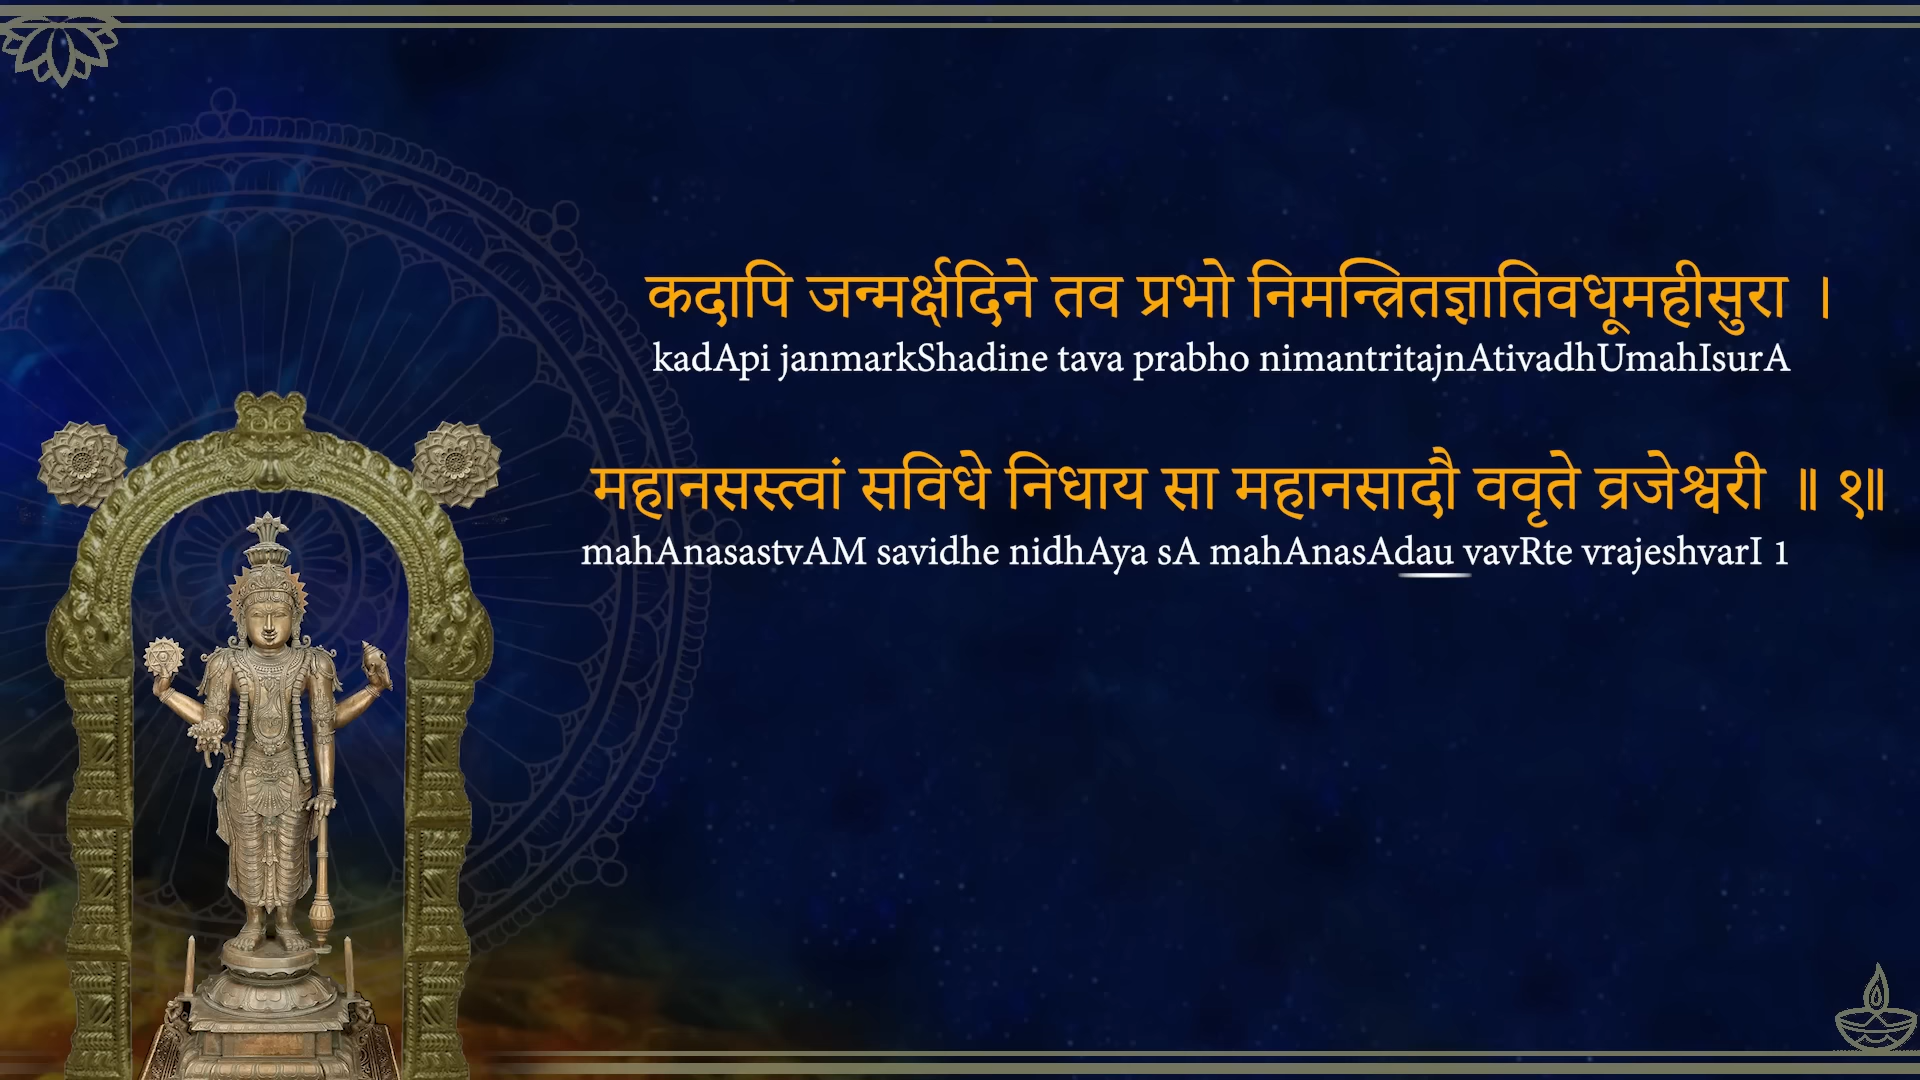 कदापि जन्मर्क्षदिने तव प्रभो निमन्त्रितज्ञातिवधूमहीसुरा ।
kadApi janmarkShadine tava prabho nimantritajnAtivadhUmahIsurA
महानसस्त्वां सविधे निधाय सा महानसादौ ववृते व्रजेश्वरी ॥ १॥
mahAnasastvAM savidhe nidhAya sA mahAnasAdau vavRte vrajeshvarI 1